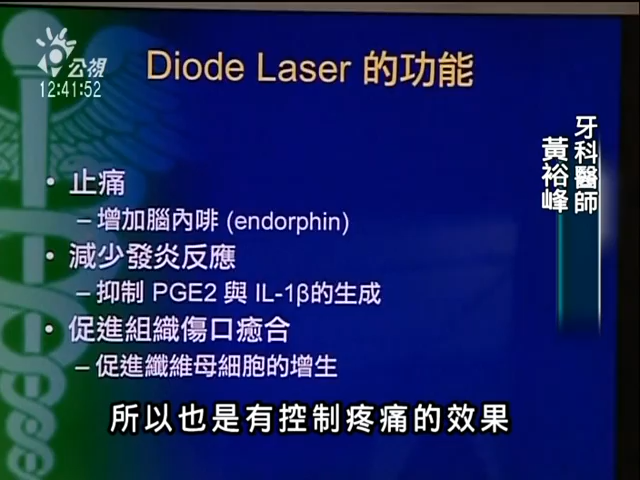 公視
12:41:52
Diode Laser 的功能
牙科醫師
黃裕峰
• 止痛
– 增加腦內啡 (endorphin)
• 減少發炎反應
– 抑制 PGE2 與 IL-1β的生成
• 促進組織傷口癒合
– 促進纖維母細胞的增生
所以也是有控制疼痛的效果